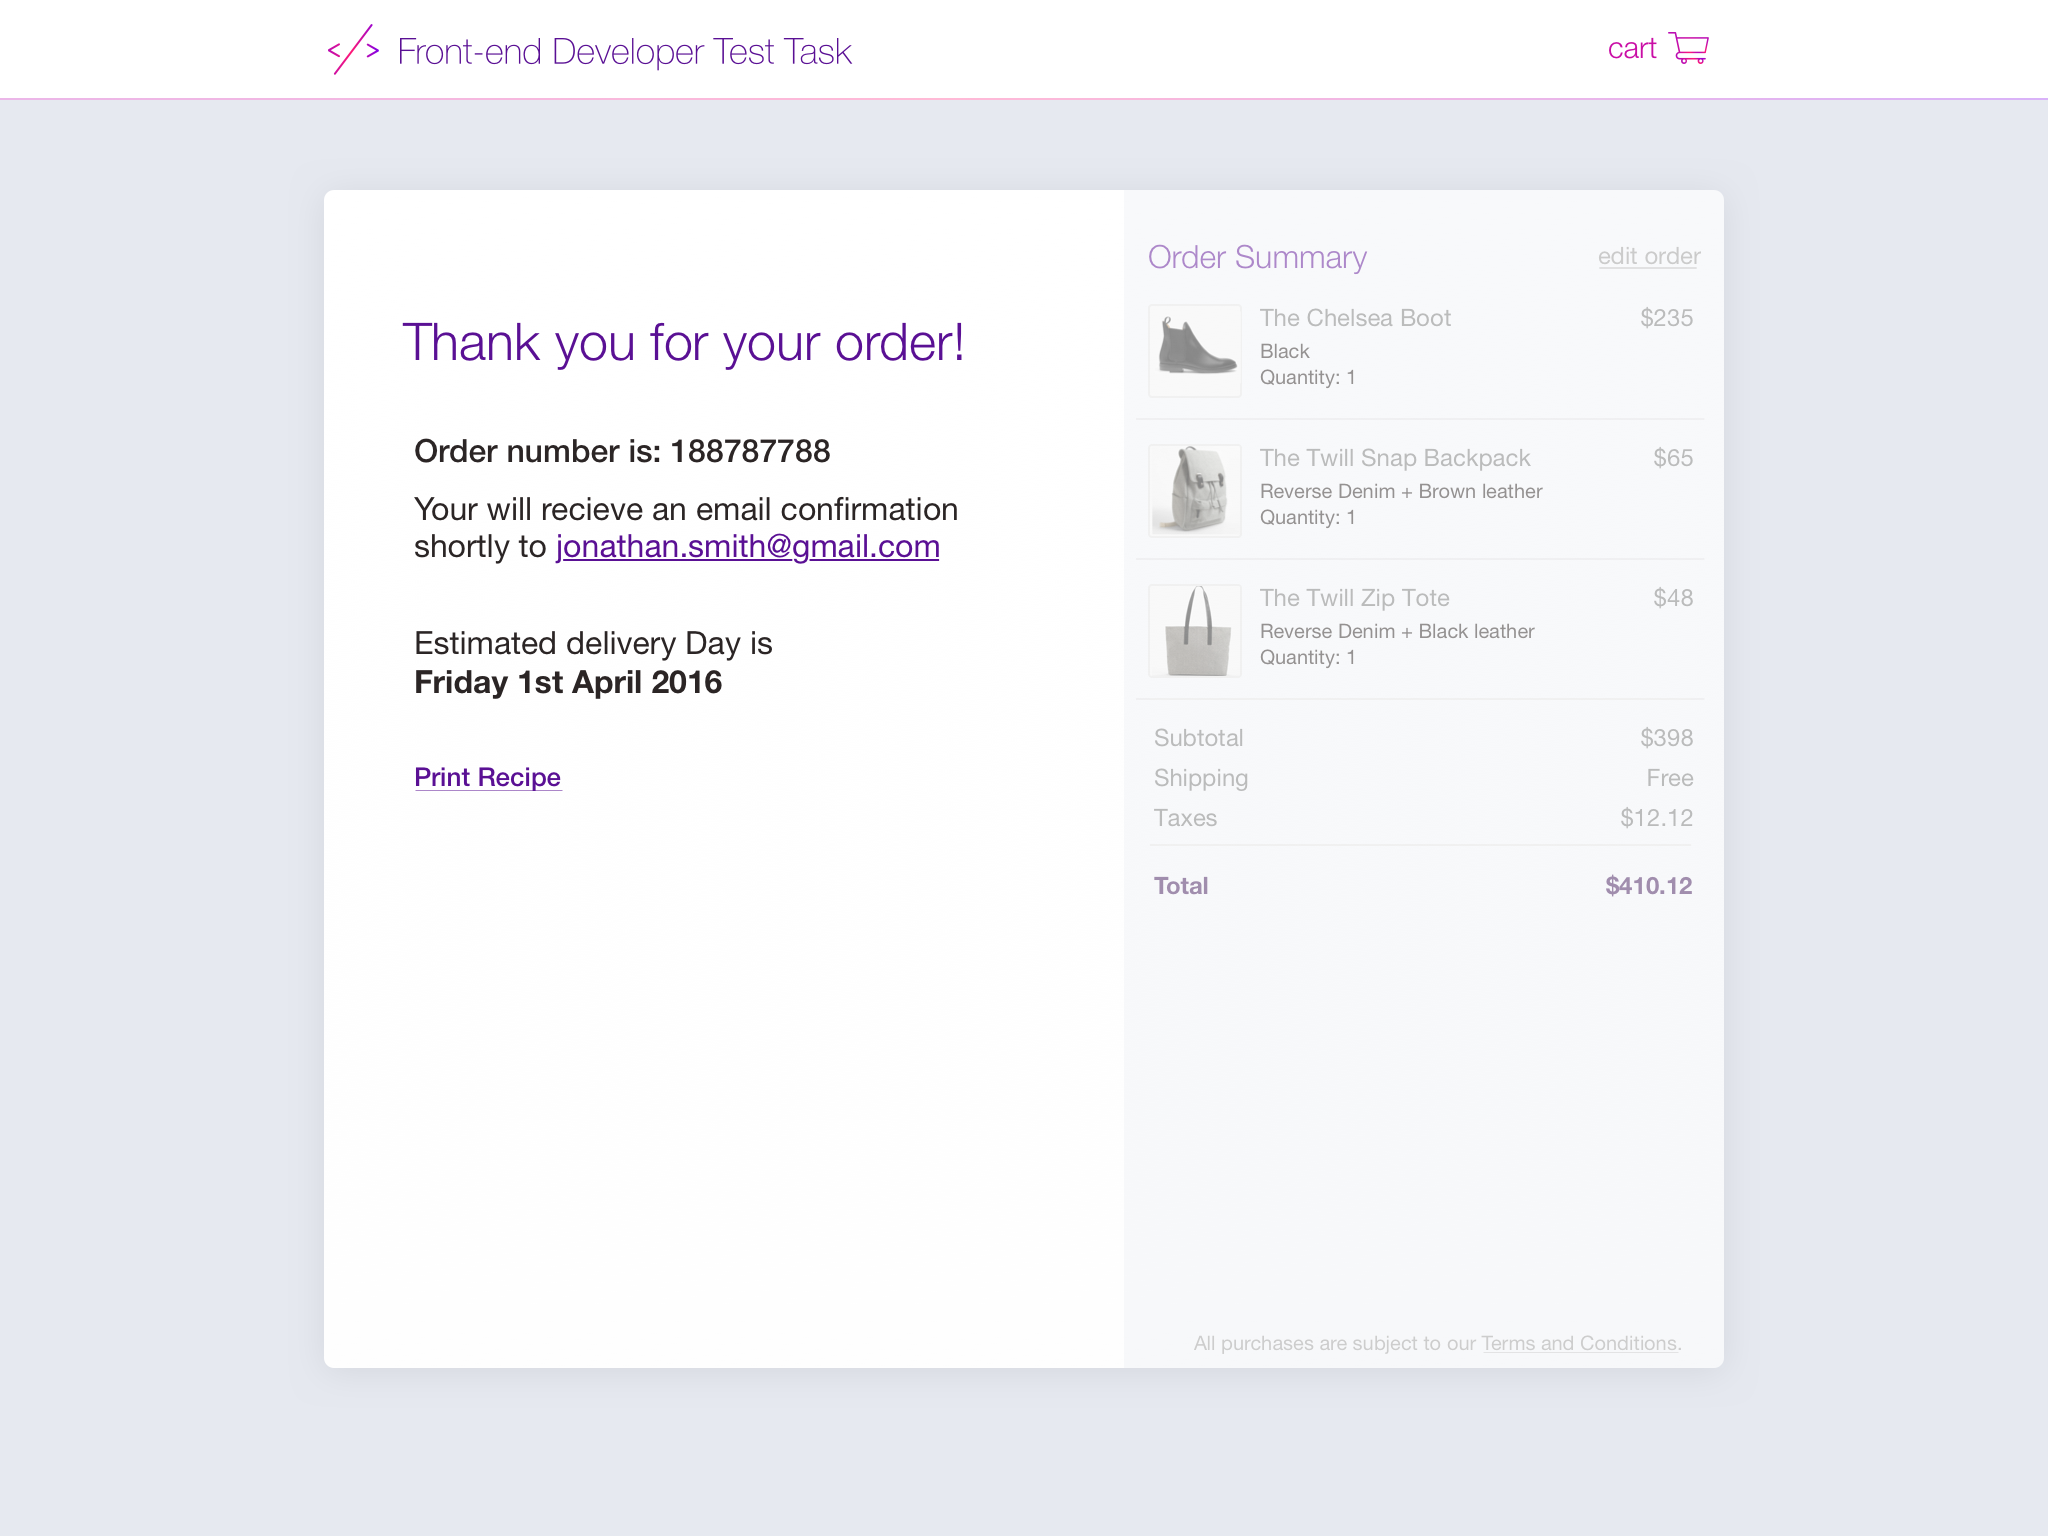 </> Front-end Developer Test Task
cart
Thank you for your order!
Order number is: 188787788
Your will recieve an email confirmation
shortly to jonathan.smith@gmail.com
Estimated delivery Day is
Friday 1st April 2016
Print Recipe
Order Summary
edit order
The Chelsea Boot $235
Black
Quantity: 1
The Twill Snap Backpack $65
Reverse Denim + Brown leather
Quantity: 1
The Twill Zip Tote $48
Reverse Denim + Black leather
Quantity: 1
Subtotal $398
Shipping Free
Taxes $12.12
Total $410.12
All purchases are subject to our Terms and Conditions.